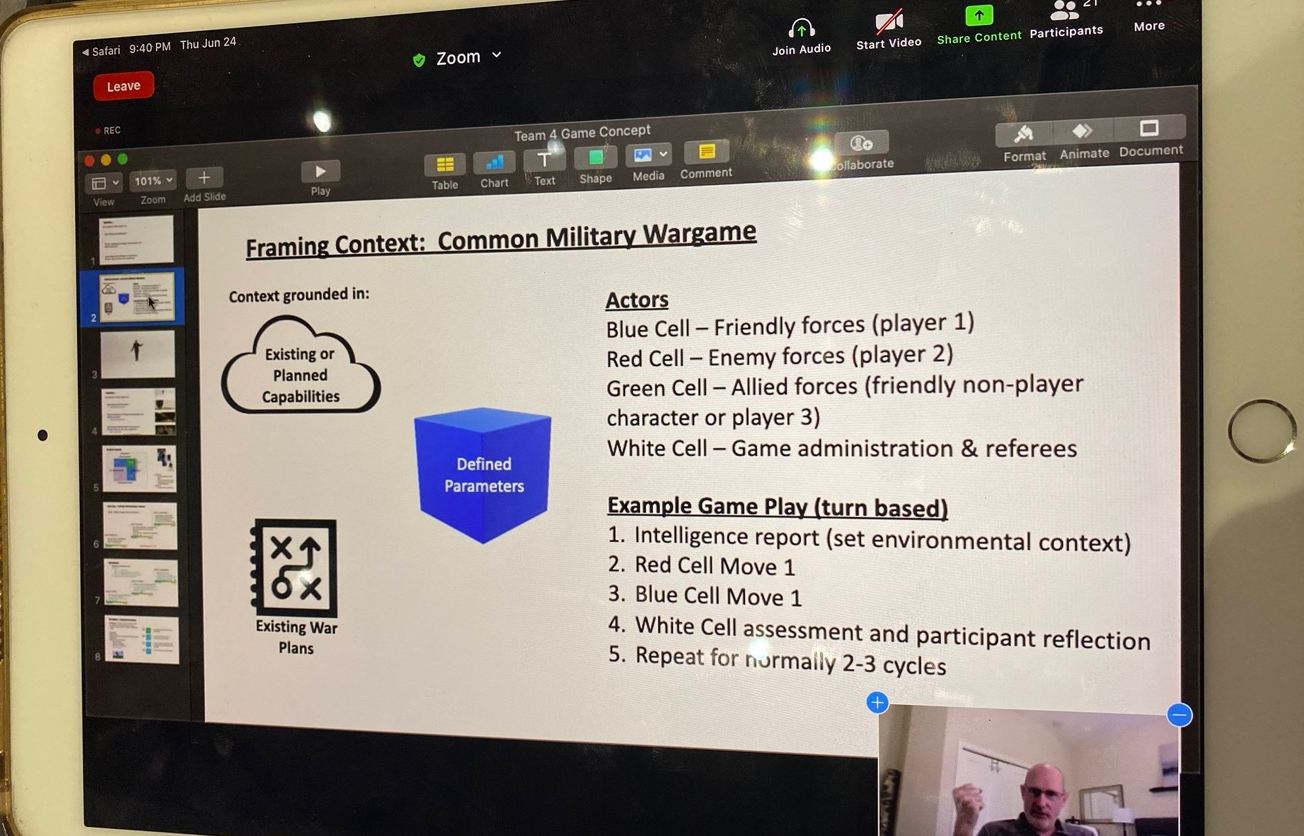 Safari 9:40 PM Thu Jun 24
Zoom
Join Audio
Start Video
Share Content
Participants
21
More
Leave
REC
Team 4 Game Concept
View
101%
Zoom
Add Slide
Play
Table
Chart
Text
Shape
Media
Comment
ollaborate
Format
Animate
Document
1
2
3
4
5
6
7
8
Framing Context: Common Military Wargame
Context grounded in:
Existing or
Planned
Capabilities
Defined
Parameters
Existing War
Plans
Actors
Blue Cell – Friendly forces (player 1)
Red Cell – Enemy forces (player 2)
Green Cell – Allied forces (friendly non-player
character or player 3)
White Cell – Game administration & referees
Example Game Play (turn based)
1. Intelligence report (set environmental context)
2. Red Cell Move 1
3. Blue Cell Move 1
4. White Cell assessment and participant reflection
5. Repeat for normally 2-3 cycles